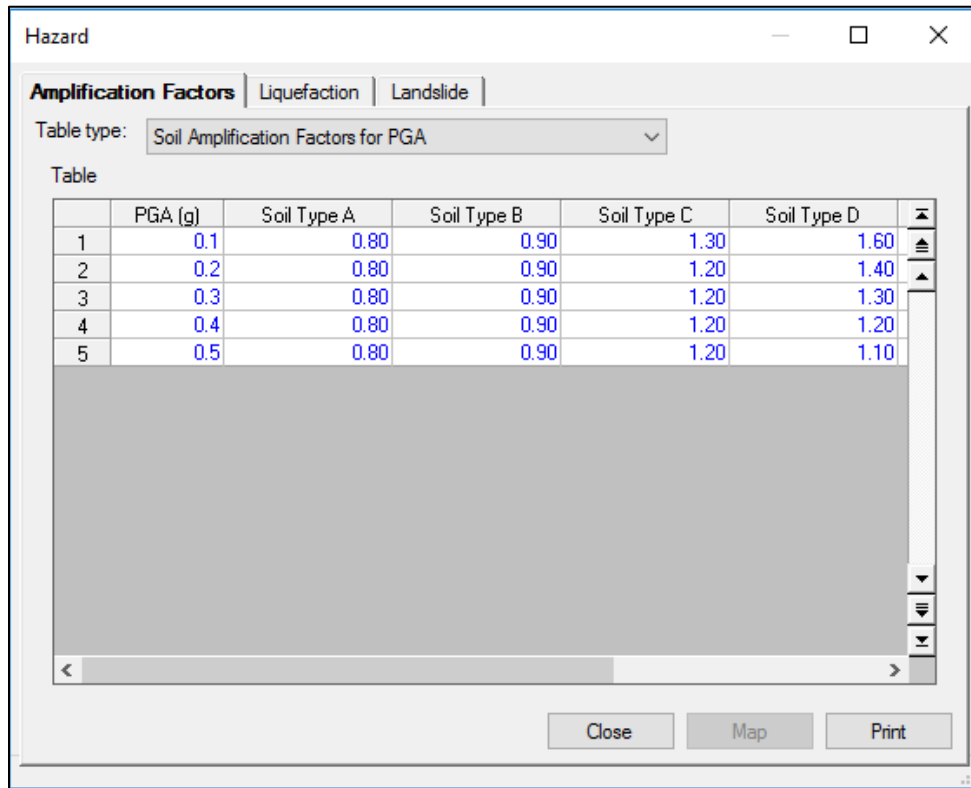 Hazard
Amplification Factors Liquefaction Landslide
Table type: Soil Amplification Factors for PGA
Table
PGA (g) Soil Type A Soil Type B Soil Type C Soil Type D
1 0.1 0.80 0.90 1.30 1.60
2 0.2 0.80 0.90 1.20 1.40
3 0.3 0.80 0.90 1.20 1.30
4 0.4 0.80 0.90 1.20 1.20
5 0.5 0.80 0.90 1.20 1.10
Close Map Print